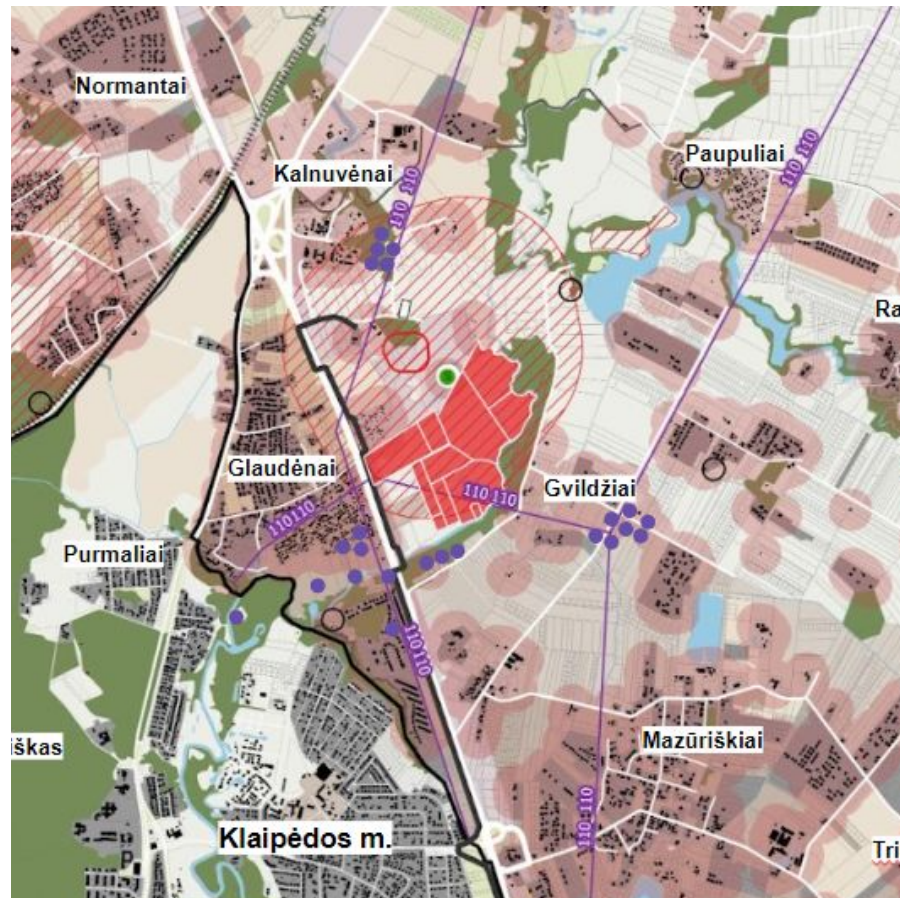 Normantai
Paupuliai
110 110
Kalnuvėnai
110 110
Ra
Glaudėnai
110 110
Gvildžiai
110 110
Purmaliai
110 110
iškas
Mazūriškiai
Klaipėdos m.
110 110
Tri